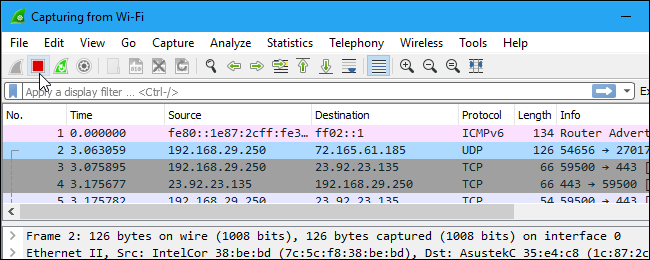 Capturing from Wi-Fi
File Edit View Go Capture Analyze Statistics Telephony Wireless Tools Help
Apply a display filter ... <Ctrl-/>
No. Time Source Destination Protocol Length Info
1 0.000000 fe80::1e87:2cff:fe3… ff02::1 ICMPv6 134 Router Advert
2 3.063059 192.168.29.250 72.165.61.185 UDP 126 54656 → 27017
3 3.075895 192.168.29.250 23.92.23.135 TCP 66 59500 → 443 [
4 3.175677 23.92.23.135 192.168.29.250 TCP 66 443 → 59500 [
5 3.175782 192.168.29.250 23.92.23.135 TCP 54 59500 → 443 [
Frame 2: 126 bytes on wire (1008 bits), 126 bytes captured (1008 bits) on interface 0
Ethernet II, Src: IntelCor_38:be:bd (7c:5c:f8:38:be:bd), Dst: AsustekC_35:e4:c8 (1c:87:2c